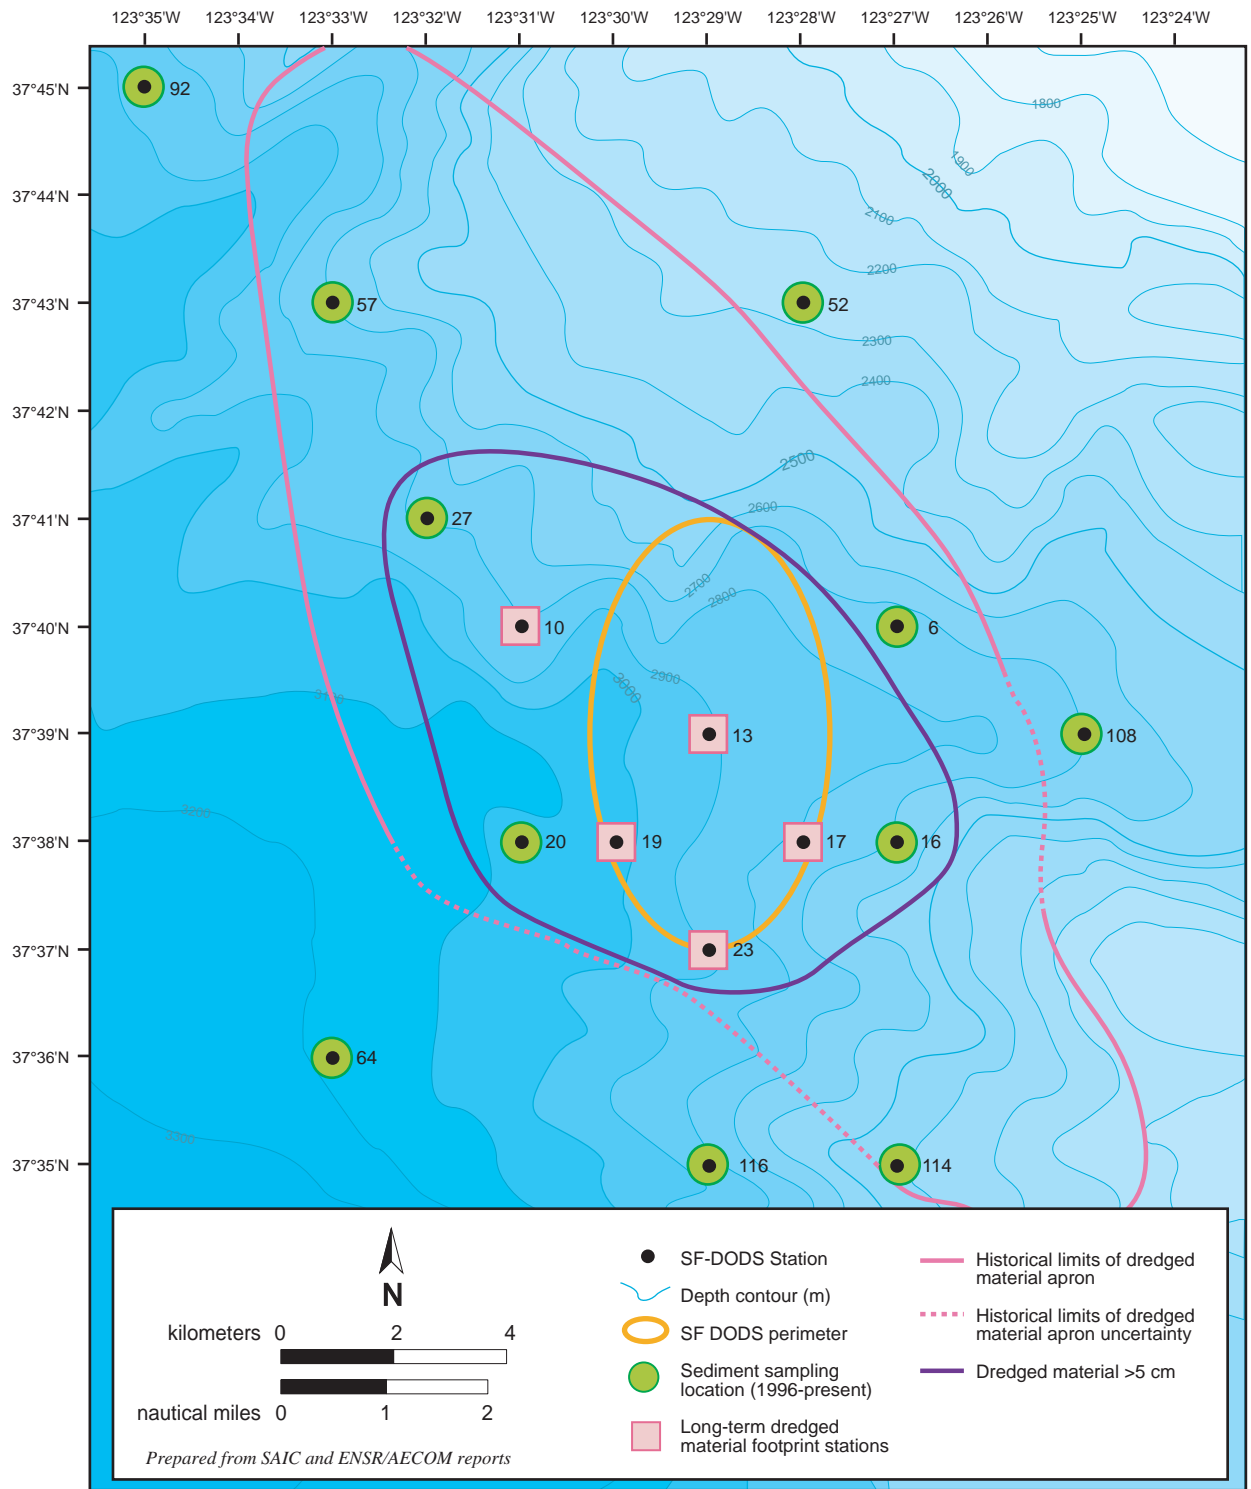 123°35'W 123°34'W 123°33'W 123°32'W 123°31'W 123°30'W 123°29'W 123°28'W 123°27'W 123°26'W 123°25'W 123°24'W
37°45'N
37°44'N
37°43'N
37°42'N
37°41'N
37°40'N
37°39'N
37°38'N
37°37'N
37°36'N
37°35'N
92
1800
1900
2000
2100
2200
57
52
2300
2400
2500
2600
27
2700
2800
10
6
2900
3000
3100
13
108
3200
20
19
17
16
23
64
3300
116
114
N
kilometers 0 2 4
nautical miles 0 1 2
Prepared from SAIC and ENSR/AECOM reports
SF-DODS Station
Depth contour (m)
SF DODS perimeter
Sediment sampling
location (1996-present)
Long-term dredged
material footprint stations
Historical limits of dredged
material apron
Historical limits of dredged
material apron uncertainty
Dredged material >5 cm